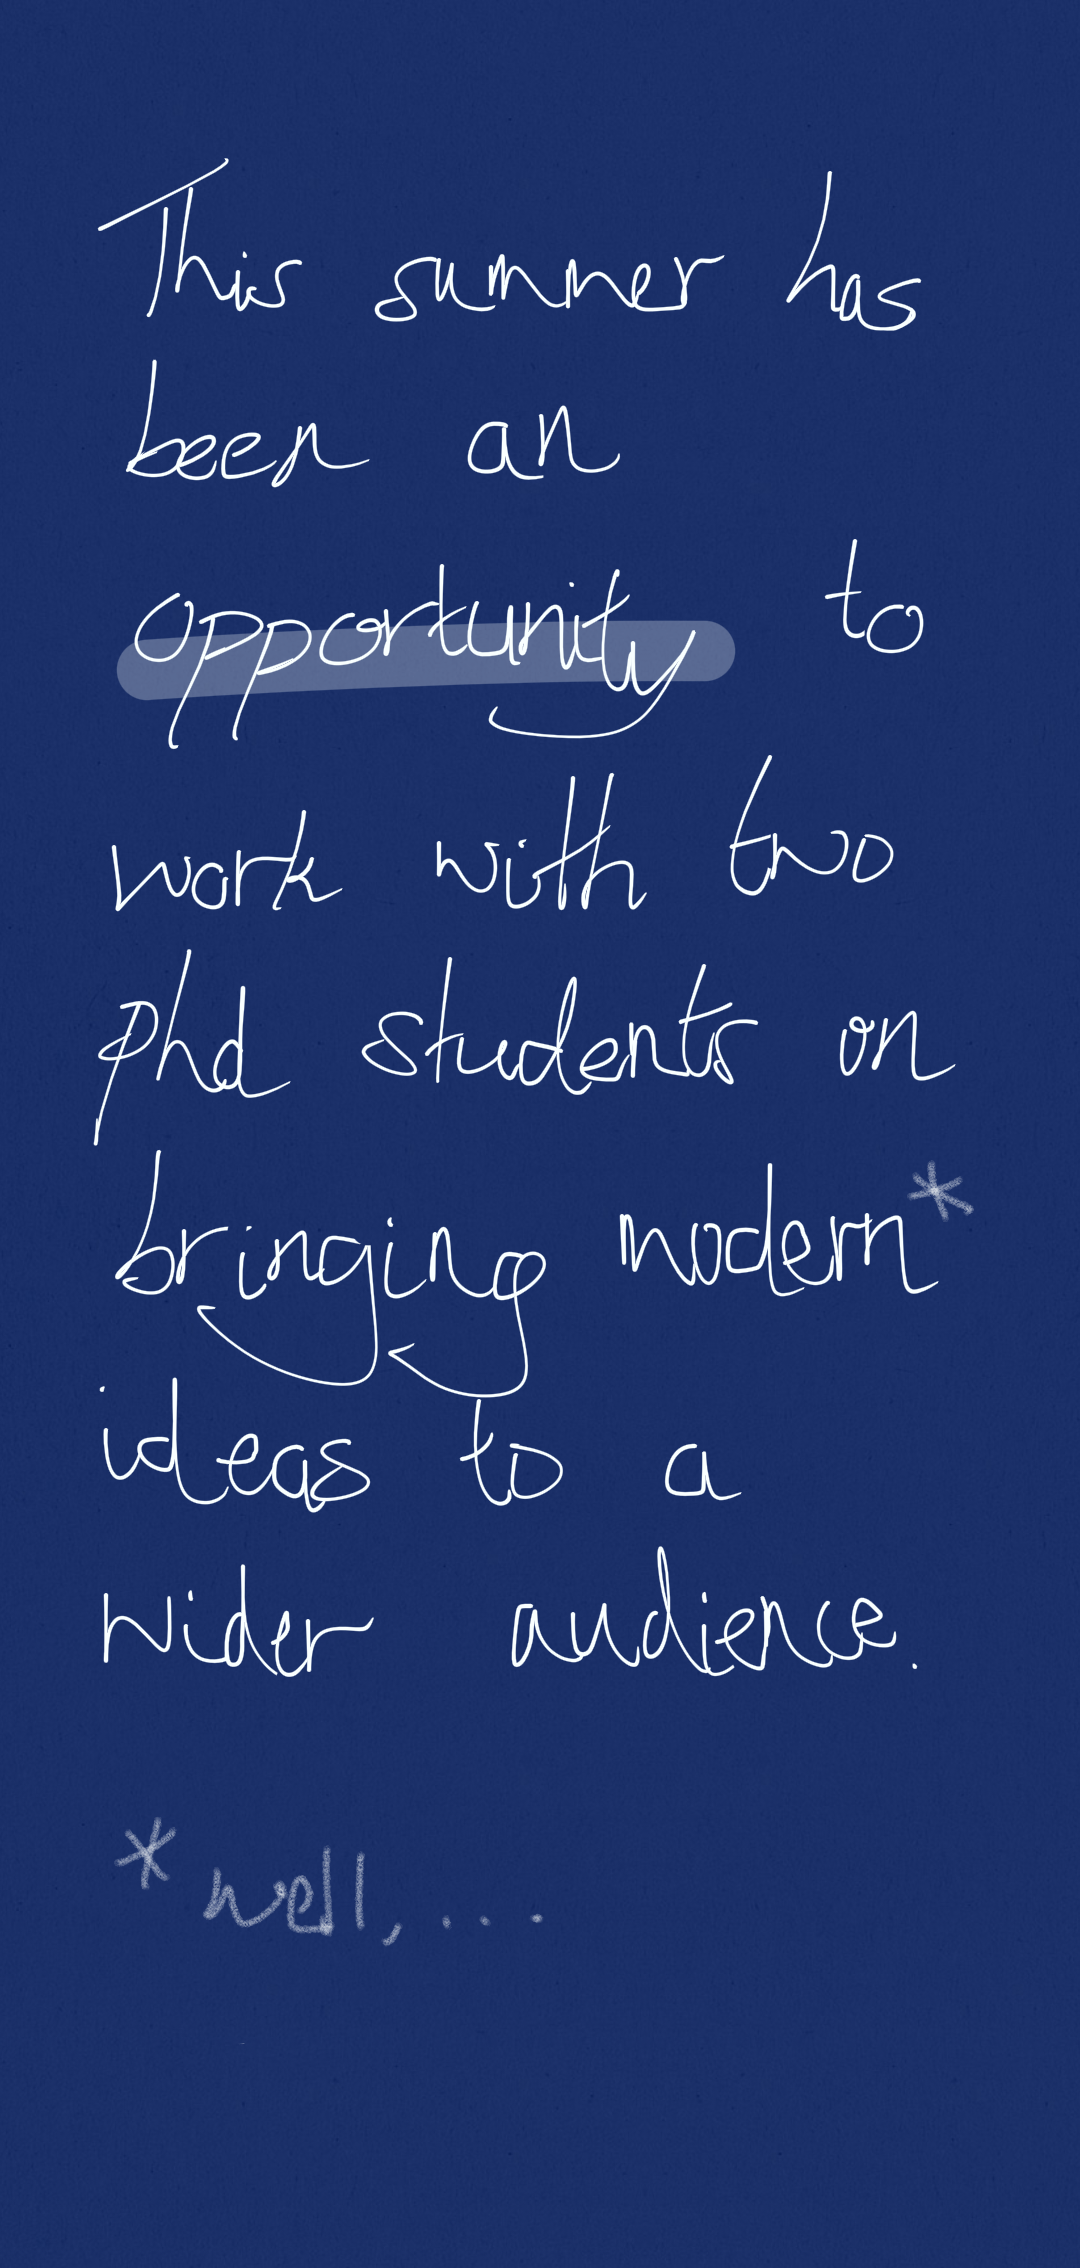 This summer has
been an
opportunity to
work with two
phd students on
bringing modern*
ideas to a
wider audience.
* well, ...